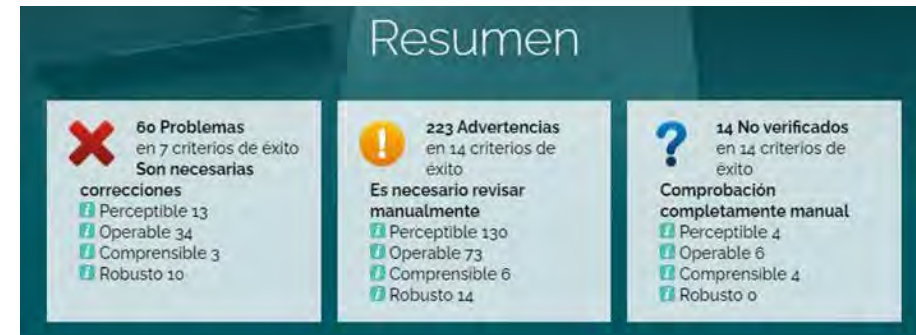 Resumen
60 Problemas
en 7 criterios de éxito
Son necesarias
correcciones
Perceptible 13
Operable 34
Comprensible 3
Robusto 10
223 Advertencias
en 14 criterios de
éxito
Es necesario revisar
manualmente
Perceptible 130
Operable 73
Comprensible 6
Robusto 14
14 No verificados
en 14 criterios de
éxito
Comprobación
completamente manual
Perceptible 4
Operable 6
Comprensible 4
Robusto 0